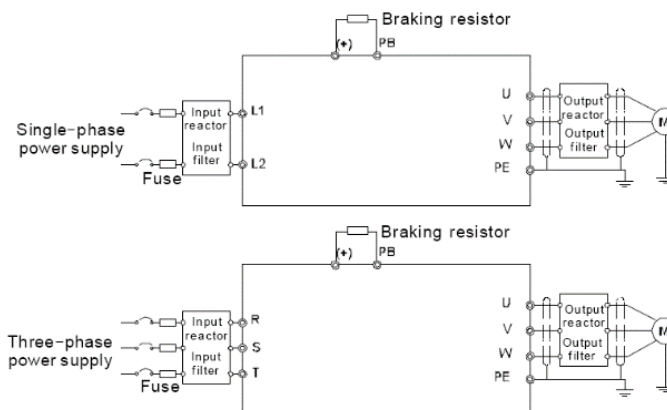 Braking resistor
(+) PB
Single-phase
power supply
Fuse
Input
reactor
Input
filter
L1
L2
U
V
W
PE
Output
reactor
Output
filter
M
Braking resistor
(+) PB
Three-phase
power supply
Fuse
Input
reactor
Input
filter
R
S
T
U
V
W
PE
Output
reactor
Output
filter
M